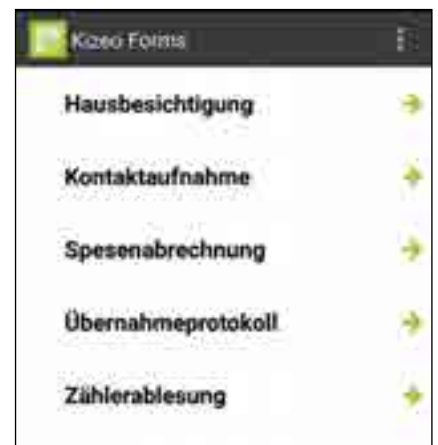 Kizeo Forms
Hausbesichtigung
Kontaktaufnahme
Spesenabrechnung
Übernahmeprotokoll
Zählerablesung